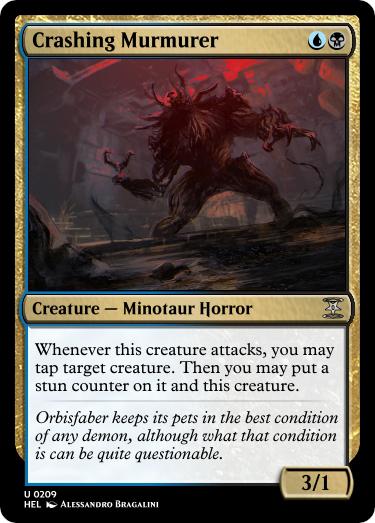 Crashing Murmurer
Creature — Minotaur Horror
Whenever this creature attacks, you may
tap target creature. Then you may put a
stun counter on it and this creature.
Orbisfaber keeps its pets in the best condition
of any demon, although what that condition
is can be quite questionable.
3/1
U 0209
HEL Alessandro Bragalini